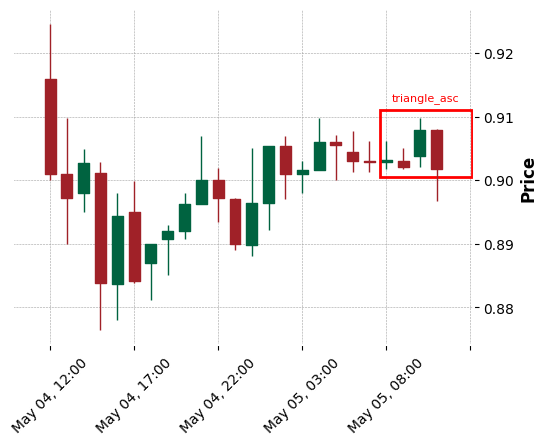 triangle_asc
0.92
0.91
0.90
0.89
0.88
Price
May 04, 12:00
May 04, 17:00
May 04, 22:00
May 05, 03:00
May 05, 08:00